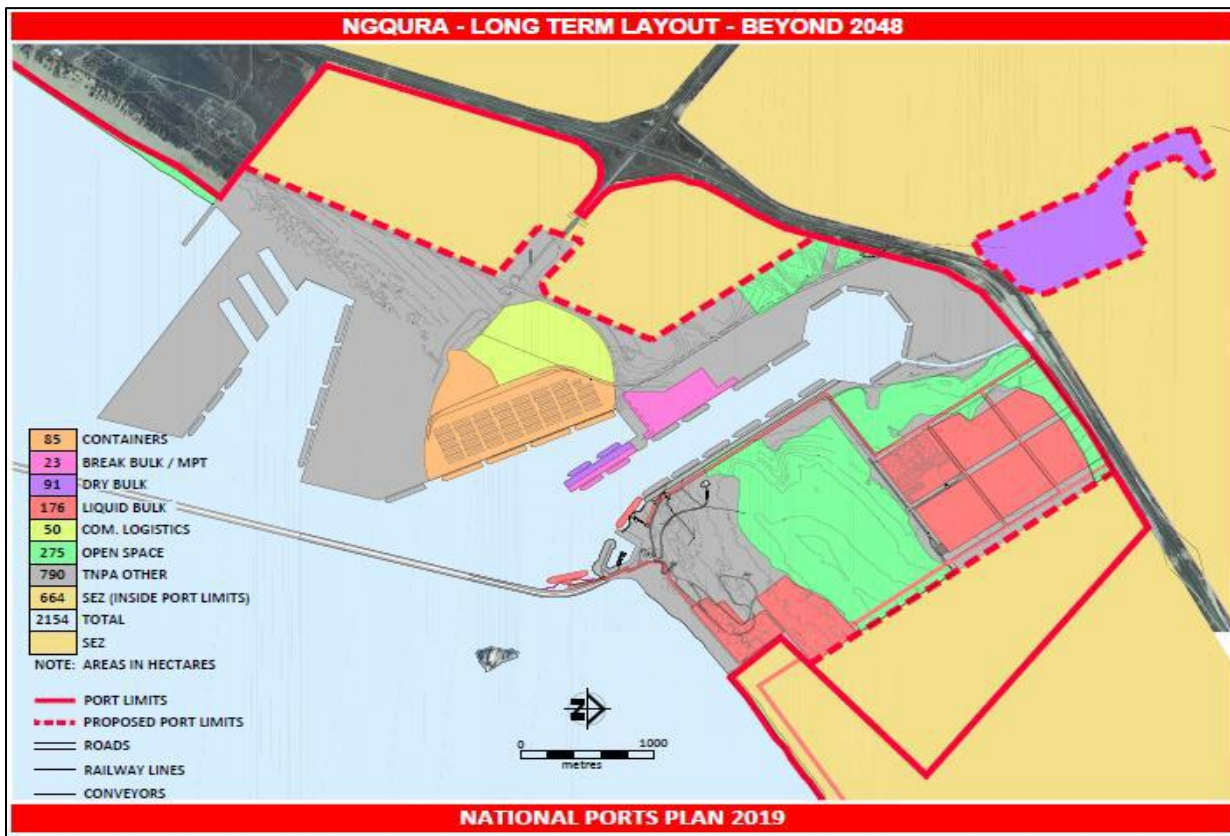 NGQURA - LONG TERM LAYOUT - BEYOND 2048
85 CONTAINERS
23 BREAK BULK / MPT
91 DRY BULK
176 LIQUID BULK
50 COM. LOGISTICS
275 OPEN SPACE
790 TNPA OTHER
664 SEZ (INSIDE PORT LIMITS)
2154 TOTAL
SEZ
NOTE: AREAS IN HECTARES
PORT LIMITS
PROPOSED PORT LIMITS
ROADS
RAILWAY LINES
CONVEYORS
N
0 1000
metres
NATIONAL PORTS PLAN 2019